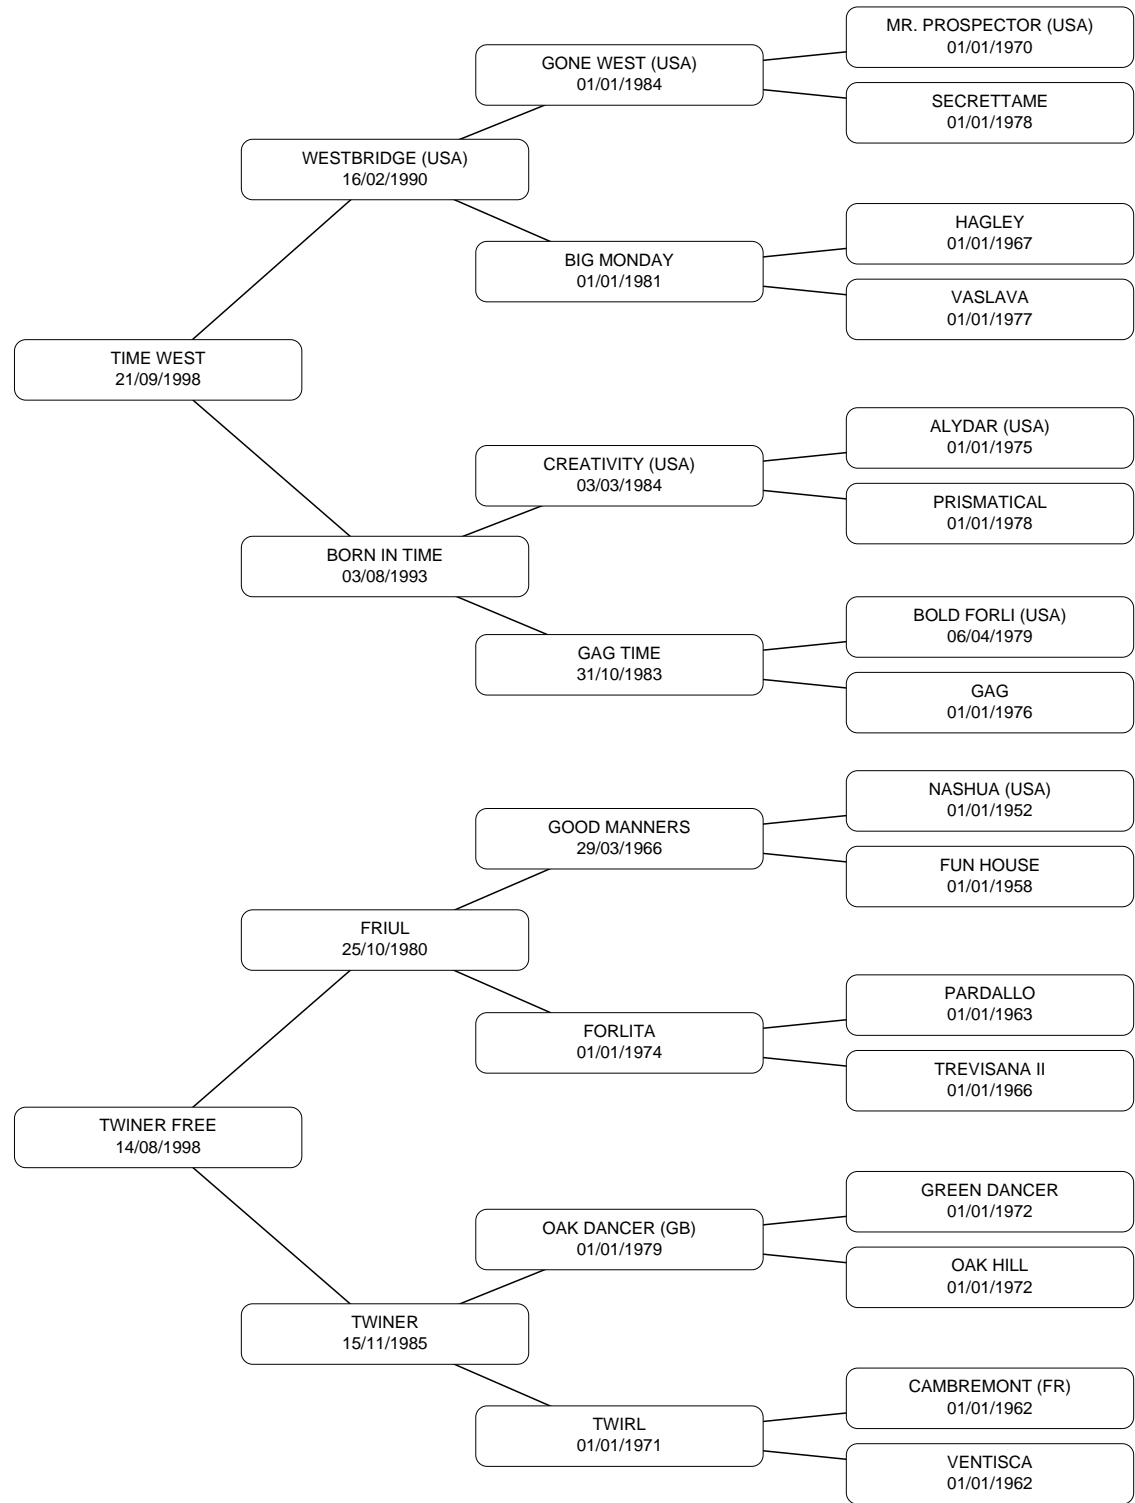 MR. PROSPECTOR (USA)
01/01/1970
GONE WEST (USA)
01/01/1984
SECRETTAME
01/01/1978
WESTBRIDGE (USA)
16/02/1990
HAGLEY
01/01/1967
BIG MONDAY
01/01/1981
VASLAVA
01/01/1977
TIME WEST
21/09/1998
ALYDAR (USA)
01/01/1975
CREATIVITY (USA)
03/03/1984
PRISMATICAL
01/01/1978
BORN IN TIME
03/08/1993
BOLD FORLI (USA)
06/04/1979
GAG TIME
31/10/1983
GAG
01/01/1976
NASHUA (USA)
01/01/1952
GOOD MANNERS
29/03/1966
FUN HOUSE
01/01/1958
FRIUL
25/10/1980
PARDALLO
01/01/1963
FORLITA
01/01/1974
TREVISANA II
01/01/1966
TWINER FREE
14/08/1998
GREEN DANCER
01/01/1972
OAK DANCER (GB)
01/01/1979
OAK HILL
01/01/1972
TWINER
15/11/1985
CAMBREMONT (FR)
01/01/1962
TWIRL
01/01/1971
VENTISCA
01/01/1962